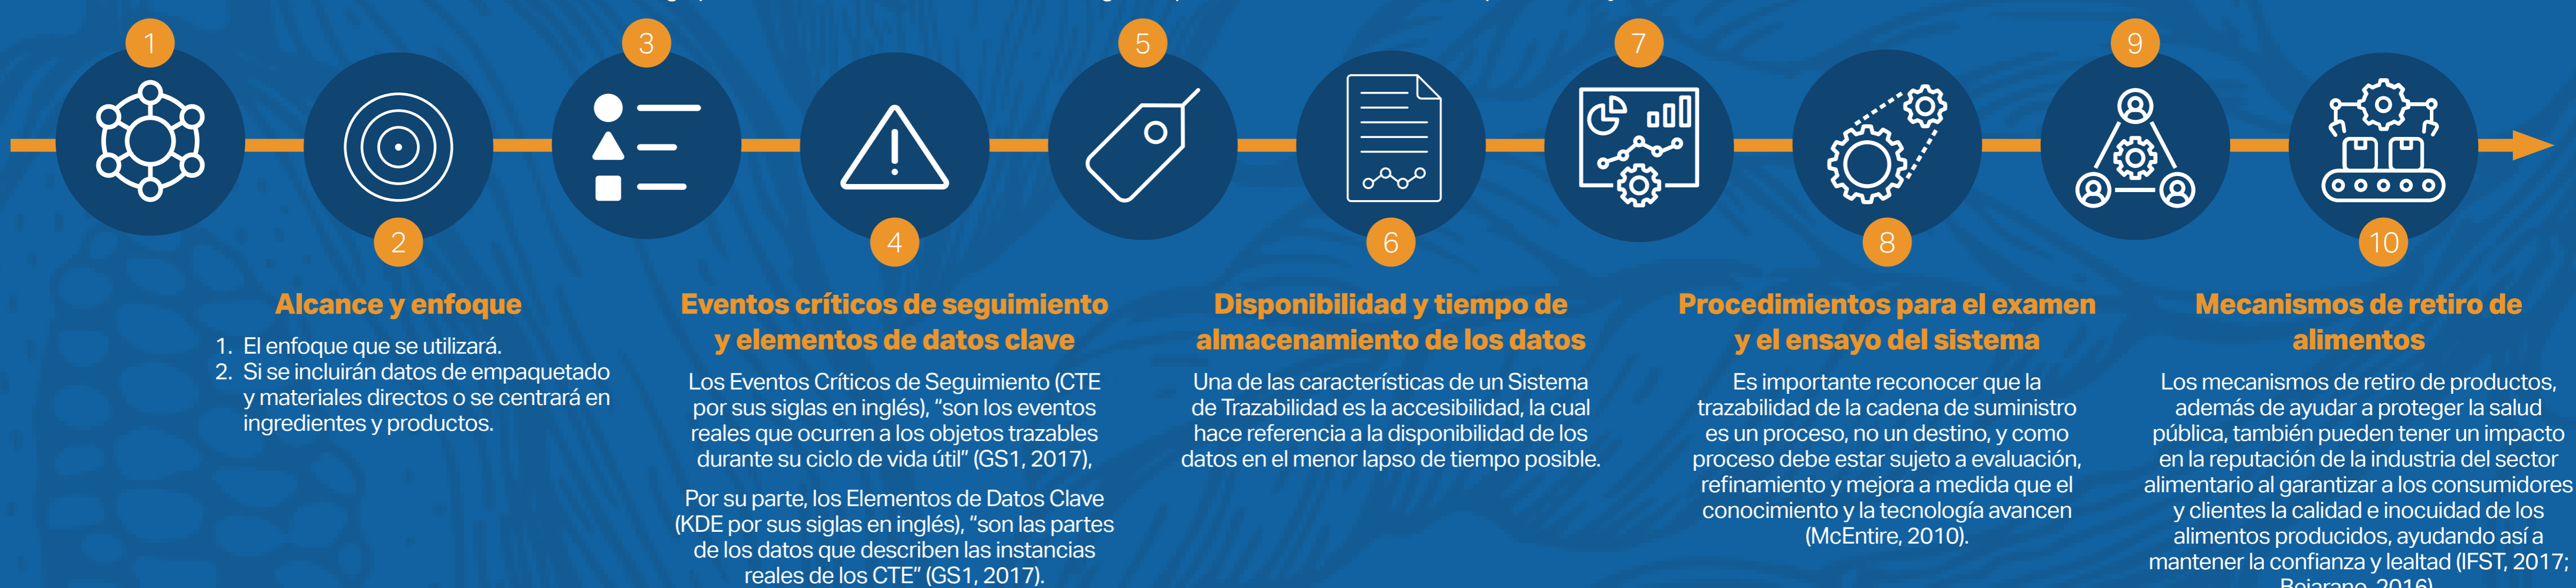 1
3
5
7
9
2
4
6
8
10
Alcance y enfoque
1. El enfoque que se utilizará.
2. Si se incluirán datos de empaquetado
y materiales directos o se centrará en
ingredientes y productos.
Eventos críticos de seguimiento
y elementos de datos clave
Los Eventos Críticos de Seguimiento (CTE
por sus siglas en inglés), “son los eventos
reales que ocurren a los objetos trazables
durante su ciclo de vida útil” (GS1, 2017),
Por su parte, los Elementos de Datos Clave
(KDE por sus siglas en inglés), “son las partes
de los datos que describen las instancias
reales de los CTE” (GS1, 2017).
Disponibilidad y tiempo de
almacenamiento de los datos
Una de las características de un Sistema
de Trazabilidad es la accesibilidad, la cual
hace referencia a la disponibilidad de los
datos en el menor lapso de tiempo posible.
Procedimientos para el examen
y el ensayo del sistema
Es importante reconocer que la
trazabilidad de la cadena de suministro
es un proceso, no un destino, y como
proceso debe estar sujeto a evaluación,
refinamiento y mejora a medida que el
conocimiento y la tecnología avancen
(McEntire, 2010).
Mecanismos de retiro de
alimentos
Los mecanismos de retiro de productos,
además de ayudar a proteger la salud
pública, también pueden tener un impacto
en la reputación de la industria del sector
alimentario al garantizar a los consumidores
y clientes la calidad e inocuidad de los
alimentos producidos, ayudando así a
mantener la confianza y lealtad (IFST, 2017;
Bejarano, 2016)